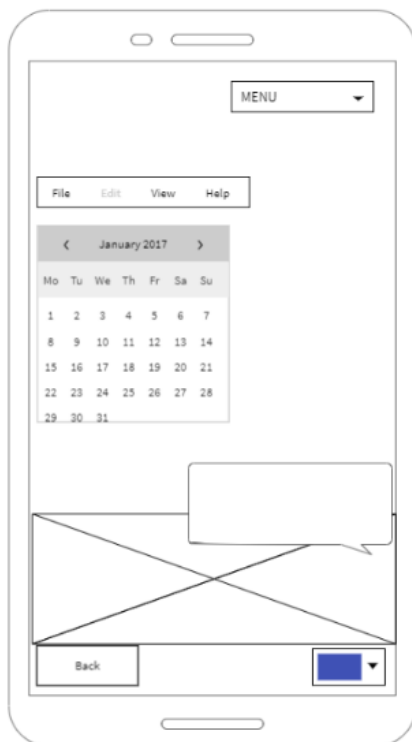 MENU
File Edit View Help
January 2017
Mo Tu We Th Fr Sa Su
1 2 3 4 5 6 7
8 9 10 11 12 13 14
15 16 17 18 19 20 21
22 23 24 25 26 27 28
29 30 31
Back